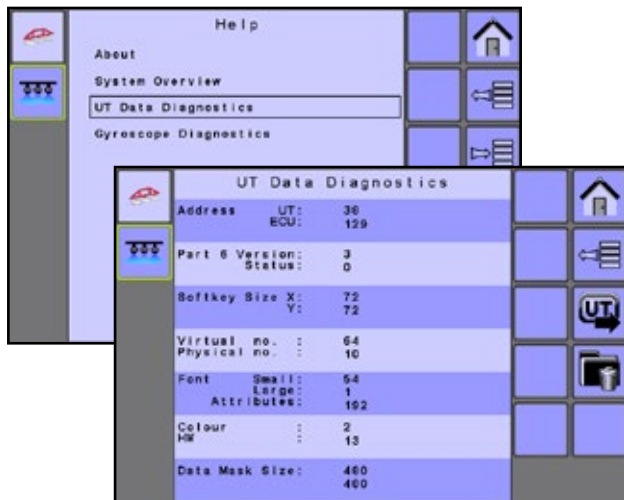 Help
About
System Overview
UT Data Diagnostics
Gyroscope Diagnostics
UT Data Diagnostics
Address UT: 38
ECU: 129
Part 6 Version: 3
Status: 0
Softkey Size X: 72
Y: 72
Virtual no. : 64
Physical no. : 10
Font Small: 54
Large: 1
Attributes: 192
Colour : 2
HW : 13
Data Mask Size: 480
480
UT